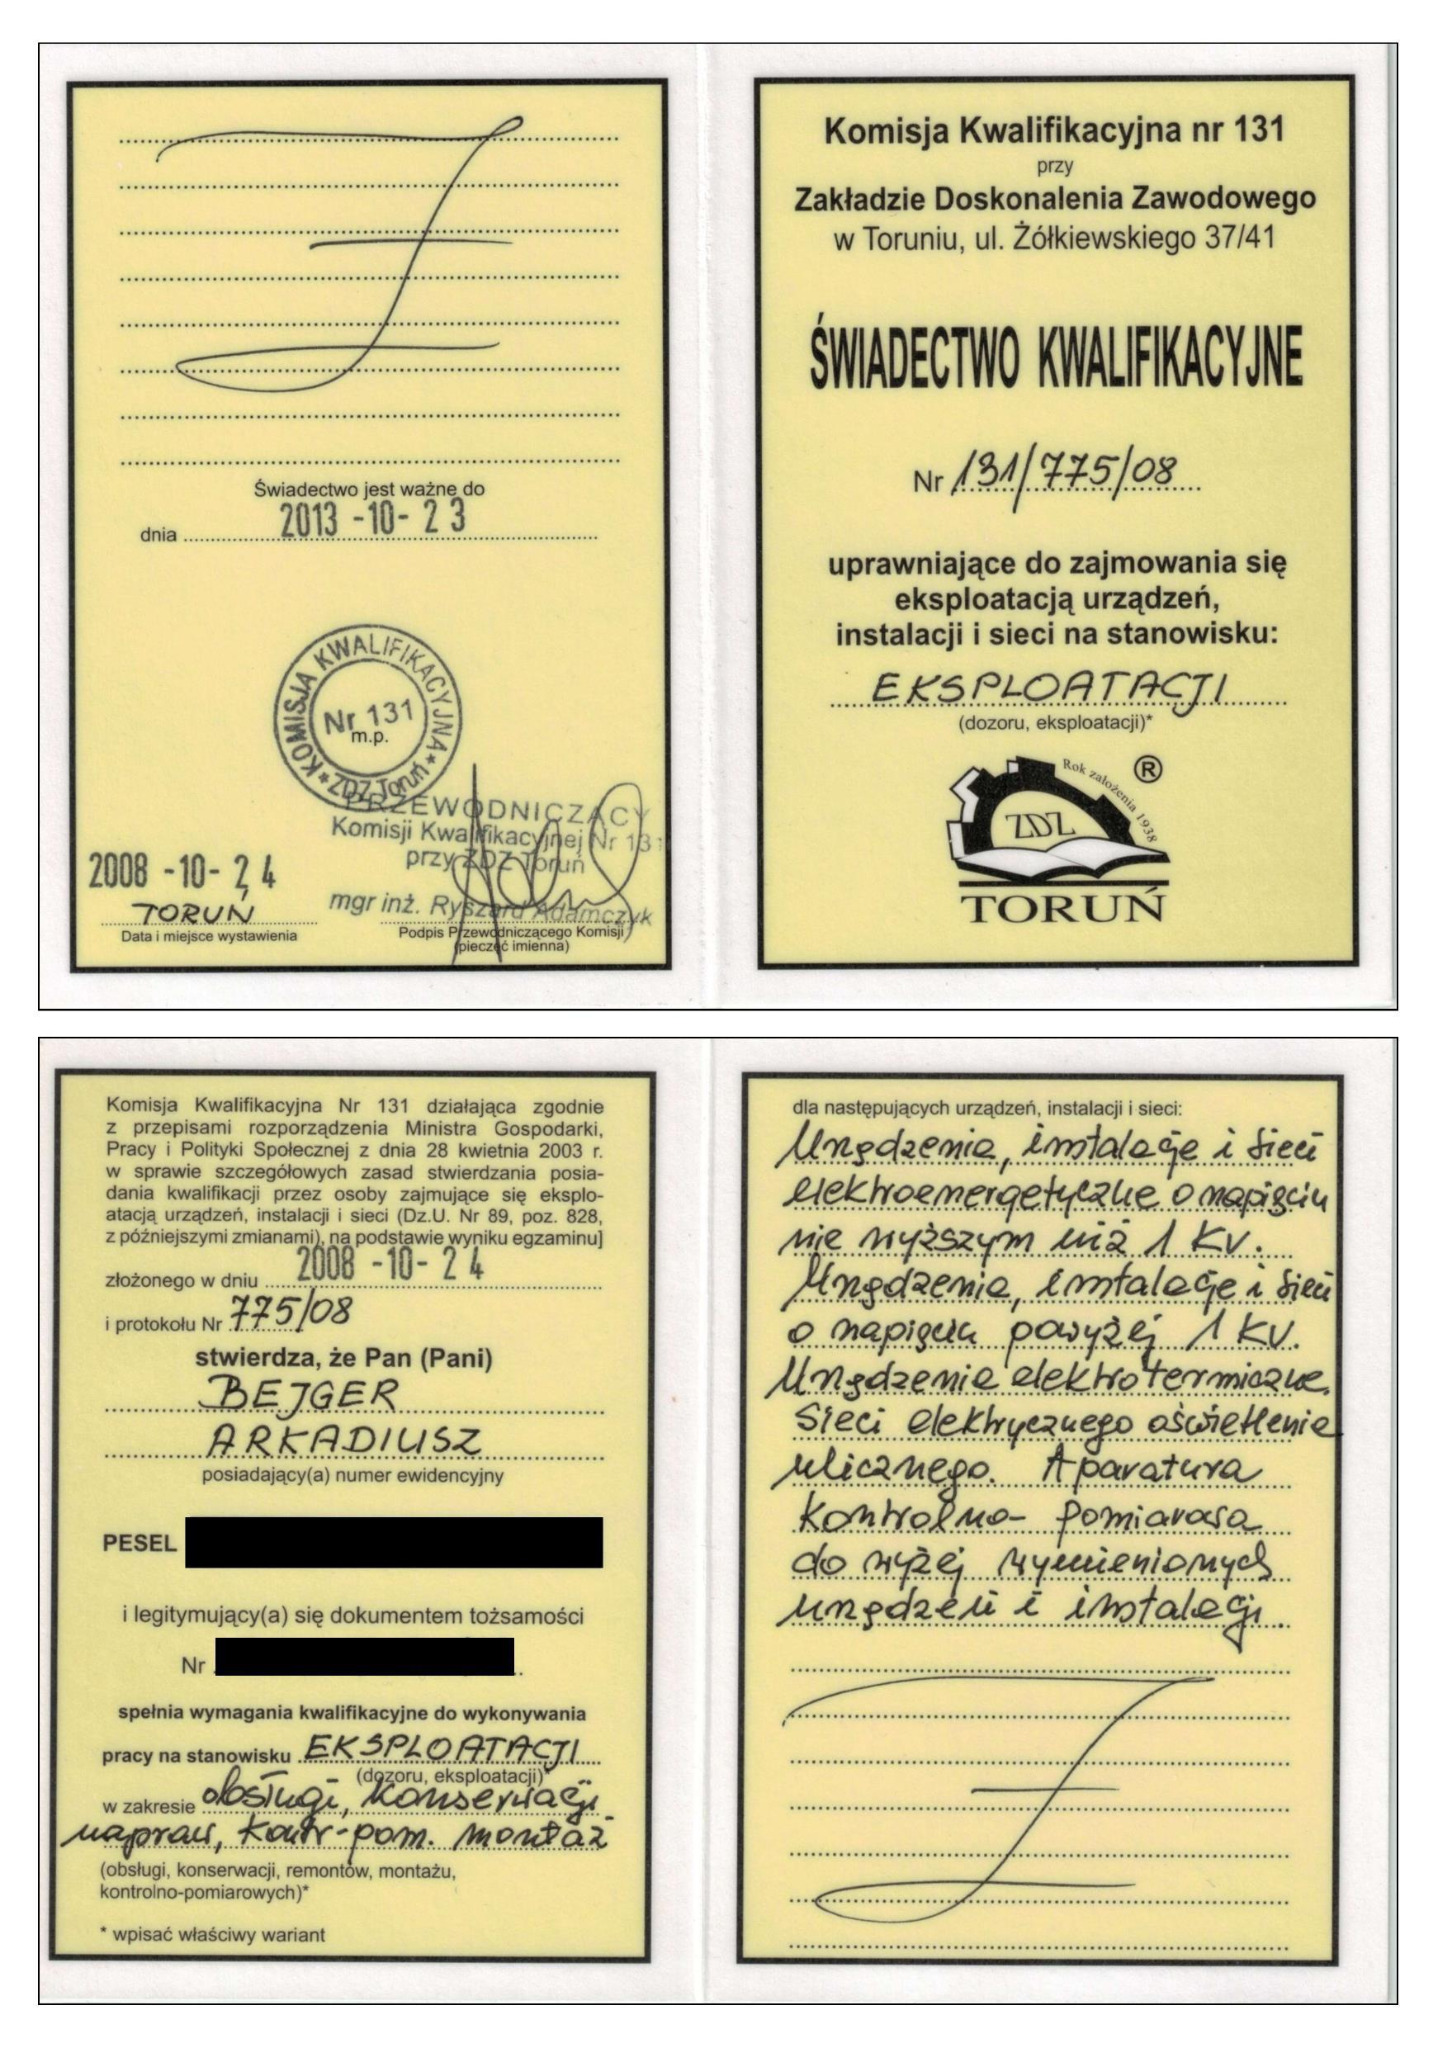 Świadectwo jest ważne do
dnia 2013 -10- 23
KOMISJA KWALIFIKACYJNA
Nr 131
m.p.
ZDZ Toruń
PRZEWODNICZĄCY
Komisji Kwalifikacyjnej Nr 131
przy ZDZ Toruń
mgr inż. Ryszard Adamczyk
2008 -10- 24
TORUŃ
Data i miejsce wystawienia
Podpis Przewodniczącego Komisji
(pieczęć imienna)
Komisja Kwalifikacyjna nr 131
przy
Zakładzie Doskonalenia Zawodowego
w Toruniu, ul. Żółkiewskiego 37/41
ŚWIADECTWO KWALIFIKACYJNE
Nr 131/775/08
uprawniające do zajmowania się
eksploatacją urządzeń,
instalacji i sieci na stanowisku:
EKSPLOATACJI
(dozoru, eksploatacji)*
Rok założenia 1938
®
ZDZ
TORUŃ
Komisja Kwalifikacyjna Nr 131 działająca zgodnie
z przepisami rozporządzenia Ministra Gospodarki,
Pracy i Polityki Społecznej z dnia 28 kwietnia 2003 r.
w sprawie szczegółowych zasad stwierdzania posia-
dania kwalifikacji przez osoby zajmujące się eksplo-
atacją urządzeń, instalacji i sieci (Dz.U. Nr 89, poz. 828,
z późniejszymi zmianami), na podstawie wyniku egzaminu]
złożonego w dniu 2008 -10- 24
i protokołu Nr 775/08
stwierdza, że Pan (Pani)
BEJGER
ARKADIUSZ
posiadający(a) numer ewidencyjny
PESEL
i legitymujący(a) się dokumentem tożsamości
Nr
spełnia wymagania kwalifikacyjne do wykonywania
pracy na stanowisku EKSPLOATACJI
(dozoru, eksploatacji)*
w zakresie obsługi, konserwacji
napraw, kontr-pom. montaż
(obsługi, konserwacji, remontów, montażu,
kontrolno-pomiarowych)*
* wpisać właściwy wariant
dla następujących urządzeń, instalacji i sieci:
Urządzenia, instalacje i sieci
elektroenergetyczne o napięciu
nie wyższym niż 1 KV.
Urządzenia, instalacje i sieci
o napięciu powyżej 1 KV.
Urządzenia elektrotermiczne.
Sieci elektrycznego oświetlenia
ulicznego. Aparatura
kontrolno- pomiarowa
do wyżej wymienionych
urządzeń i instalacji.